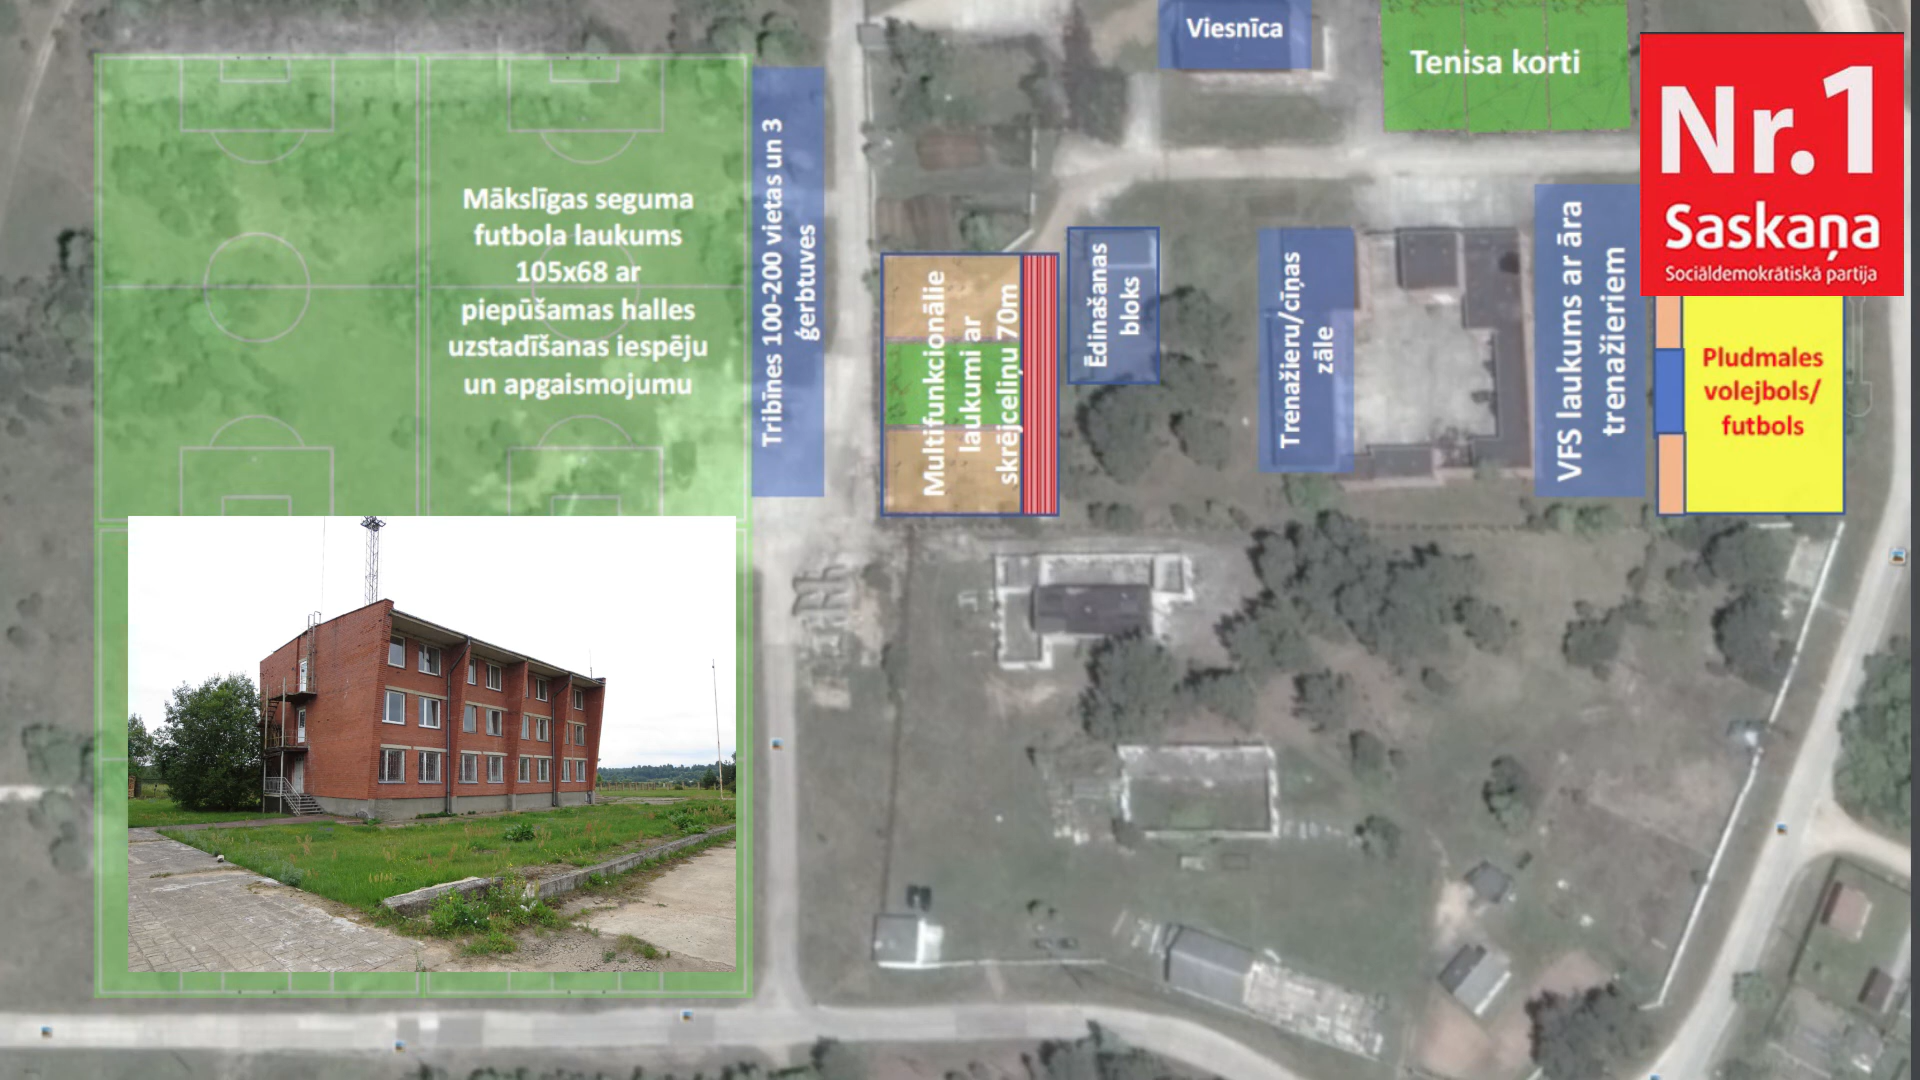 Viesnīca
Tenisa korti
Nr.1
Saskaņa
Sociāldemokrātiskā partija
Mākslīgas seguma
futbola laukums
105x68 ar
piepūšamas halles
uzstadīšanas iespēju
un apgaismojumu
Tribīnes 100-200 vietas un 3
ģerbtuves
Multifunkcionālie
laukumi ar
skrējceliņu 70m
Ēdinašanas
bloks
Trenažieru/cīņas
zāle
VFS laukums ar āra
trenažieriem
Pludmales
volejbols/
futbols